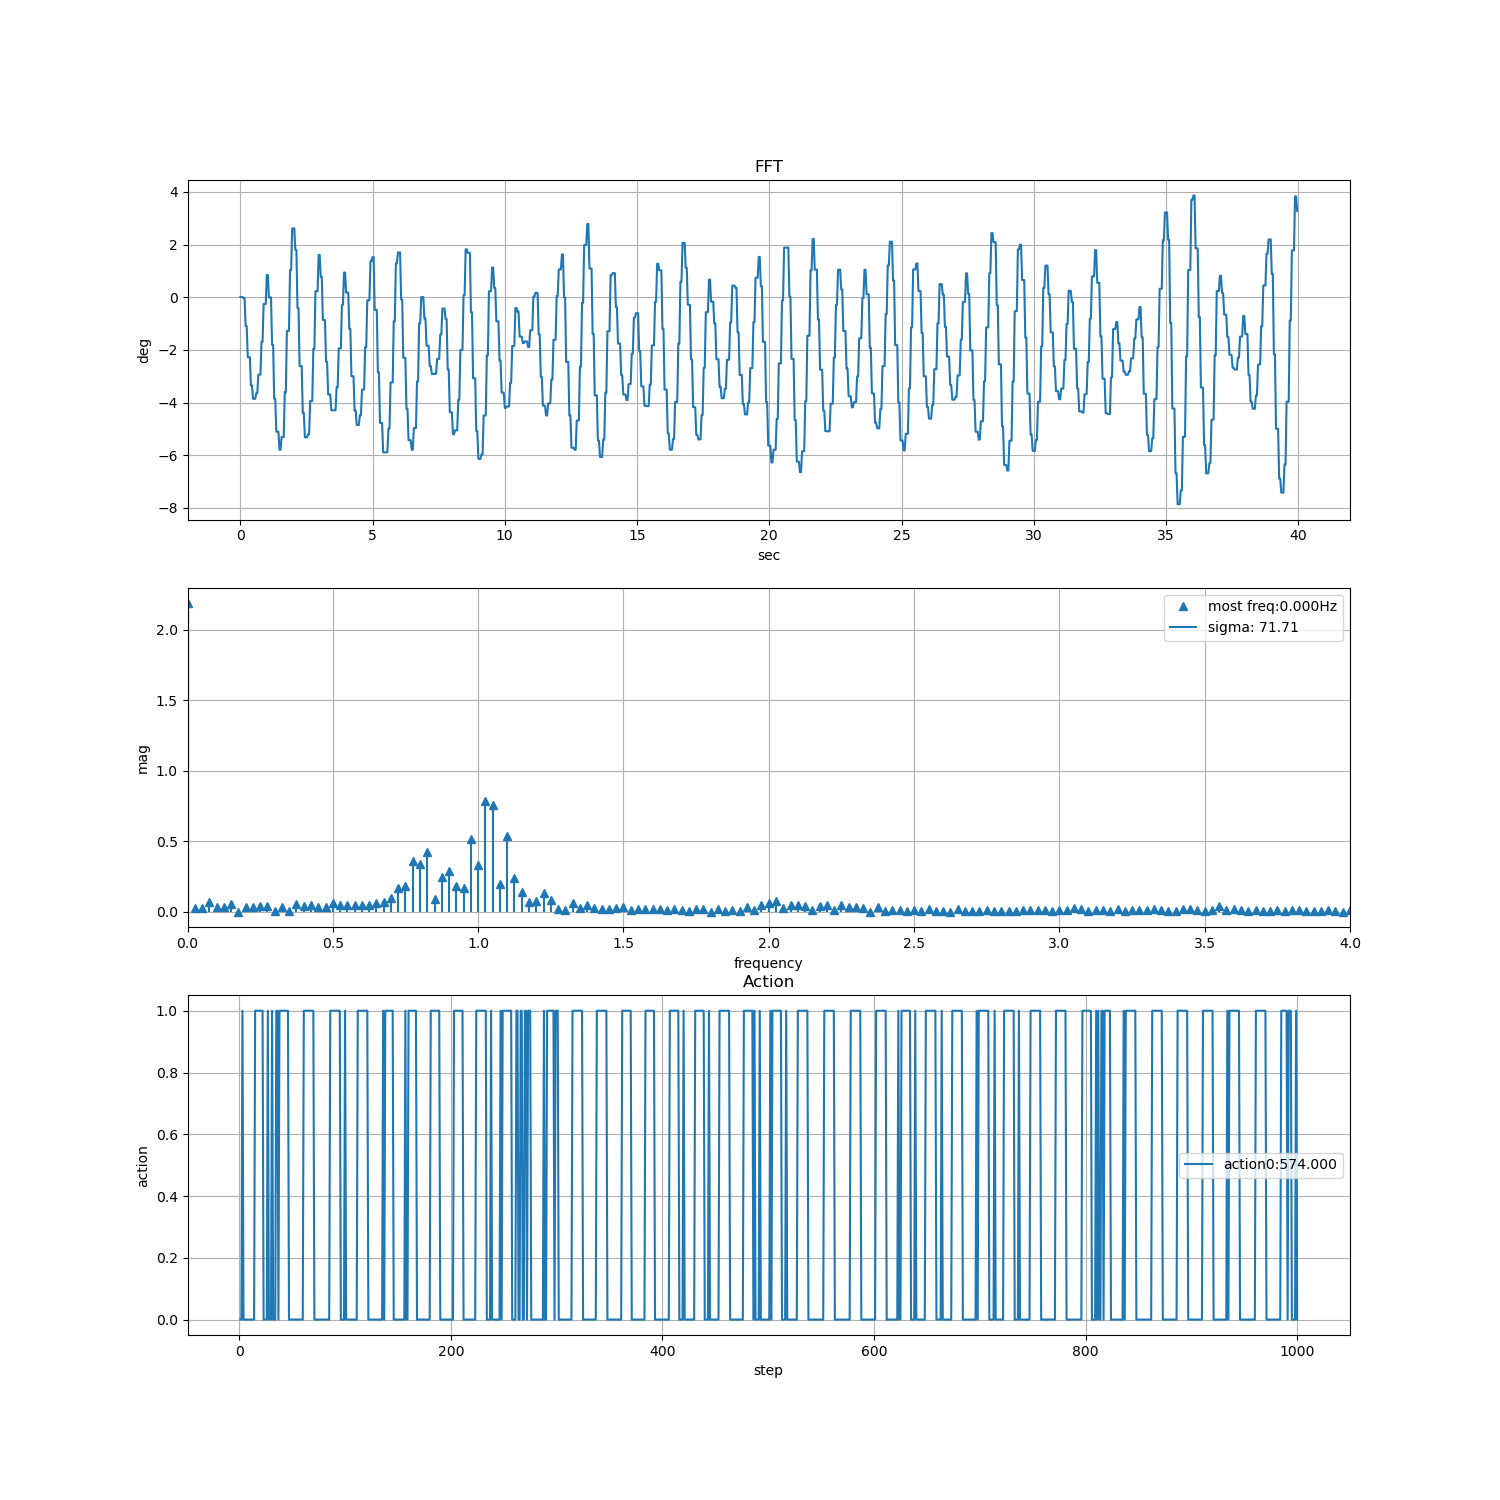 FFT
4
2
0
−2
−4
−6
−8
deg
0 5 10 15 20 25 30 35 40
sec
most freq:0.000Hz
sigma: 71.71
2.0
1.5
1.0
0.5
0.0
mag
0.0 0.5 1.0 1.5 2.0 2.5 3.0 3.5 4.0
frequency
Action
1.0
0.8
0.6
0.4
0.2
0.0
action
action0:574.000
0 200 400 600 800 1000
step